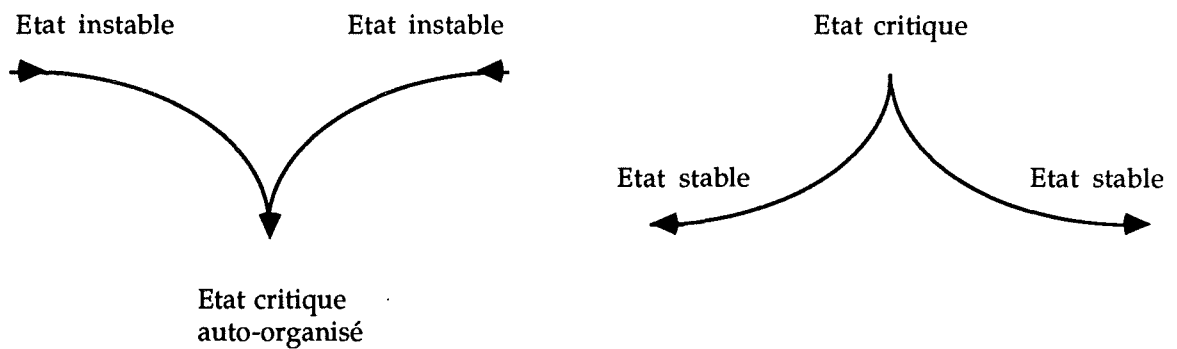 Etat instable
Etat instable
Etat critique
auto-organisé
Etat critique
Etat stable
Etat stable